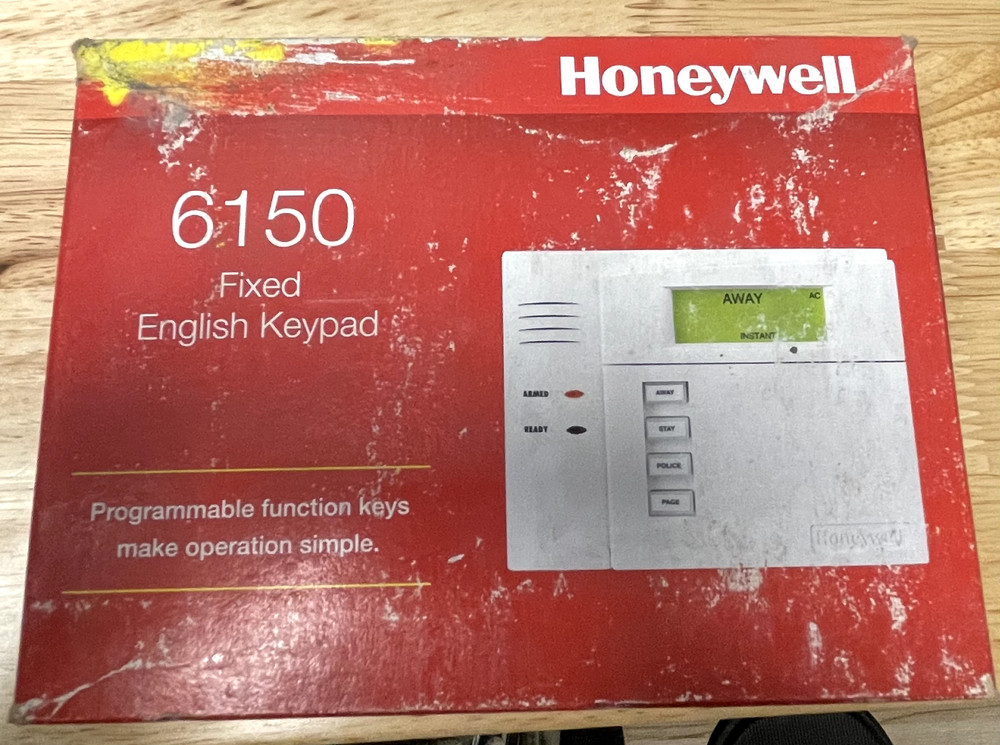 Honeywell
6150
Fixed
English Keypad
AWAY
AC
INSTANT
ARMED
READY
AWAY
STAY
POLICE
PAGE
Honeywell
Programmable function keys
make operation simple.